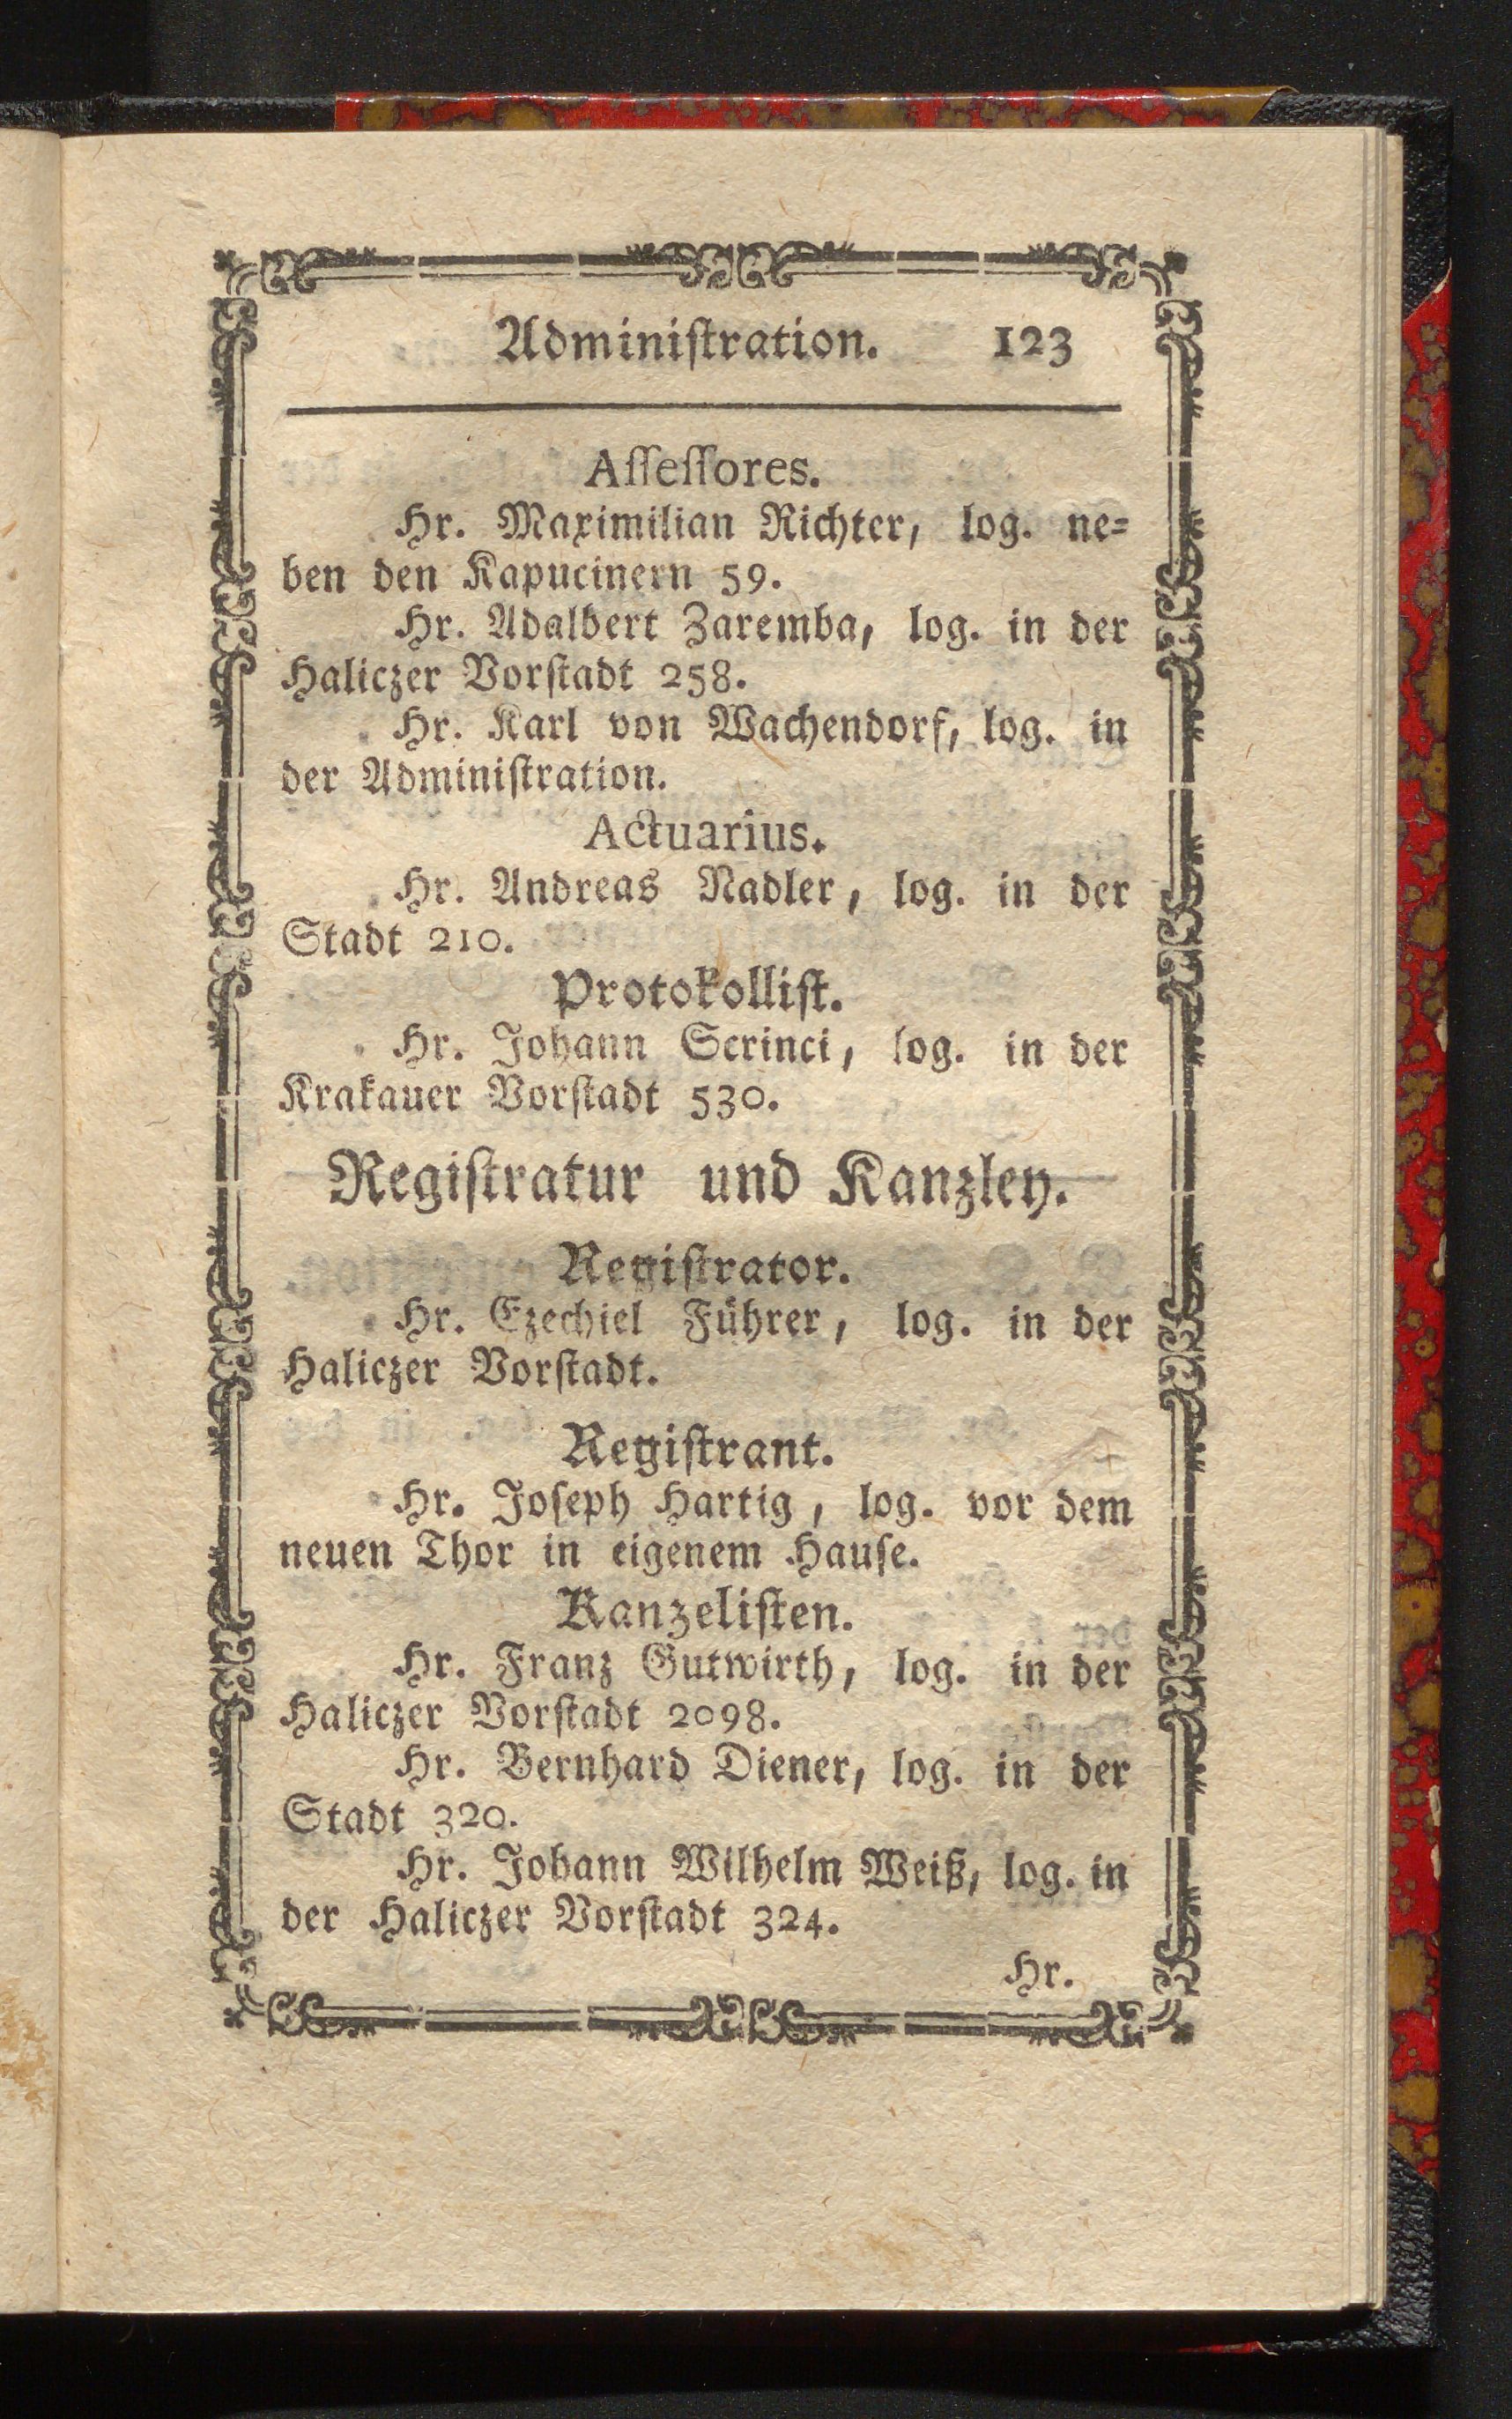 Administration. 123
Assessores.
Hr. Maximilian Richter, log. ne=
ben den Kapucinern 59.
Hr. Adalbert Zaremba, log. in der
Haliczer Vorstadt 258.
Hr. Karl von Wachendorf, log. in
der Administration.
Actuarius.
Hr. Andreas Nadler, log. in der
Stadt 210.
Protokollist.
Hr. Johann Scrinci, log. in der
Krakauer Vorstadt 530.
Registratur und Kanzley.
Registrator.
Hr. Ezechiel Führer, log. in der
Haliczer Vorstadt.
Registrant.
Hr. Joseph Hartig, log. vor dem
neuen Thor in eigenem Hause.
Kanzelisten.
Hr. Franz Gutwirth, log. in der
Haliczer Vorstadt 2098.
Hr. Bernhard Diener, log. in der
Stadt 320.
Hr. Johann Wilhelm Weiß, log. in
der Haliczer Vorstadt 324.
Hr.